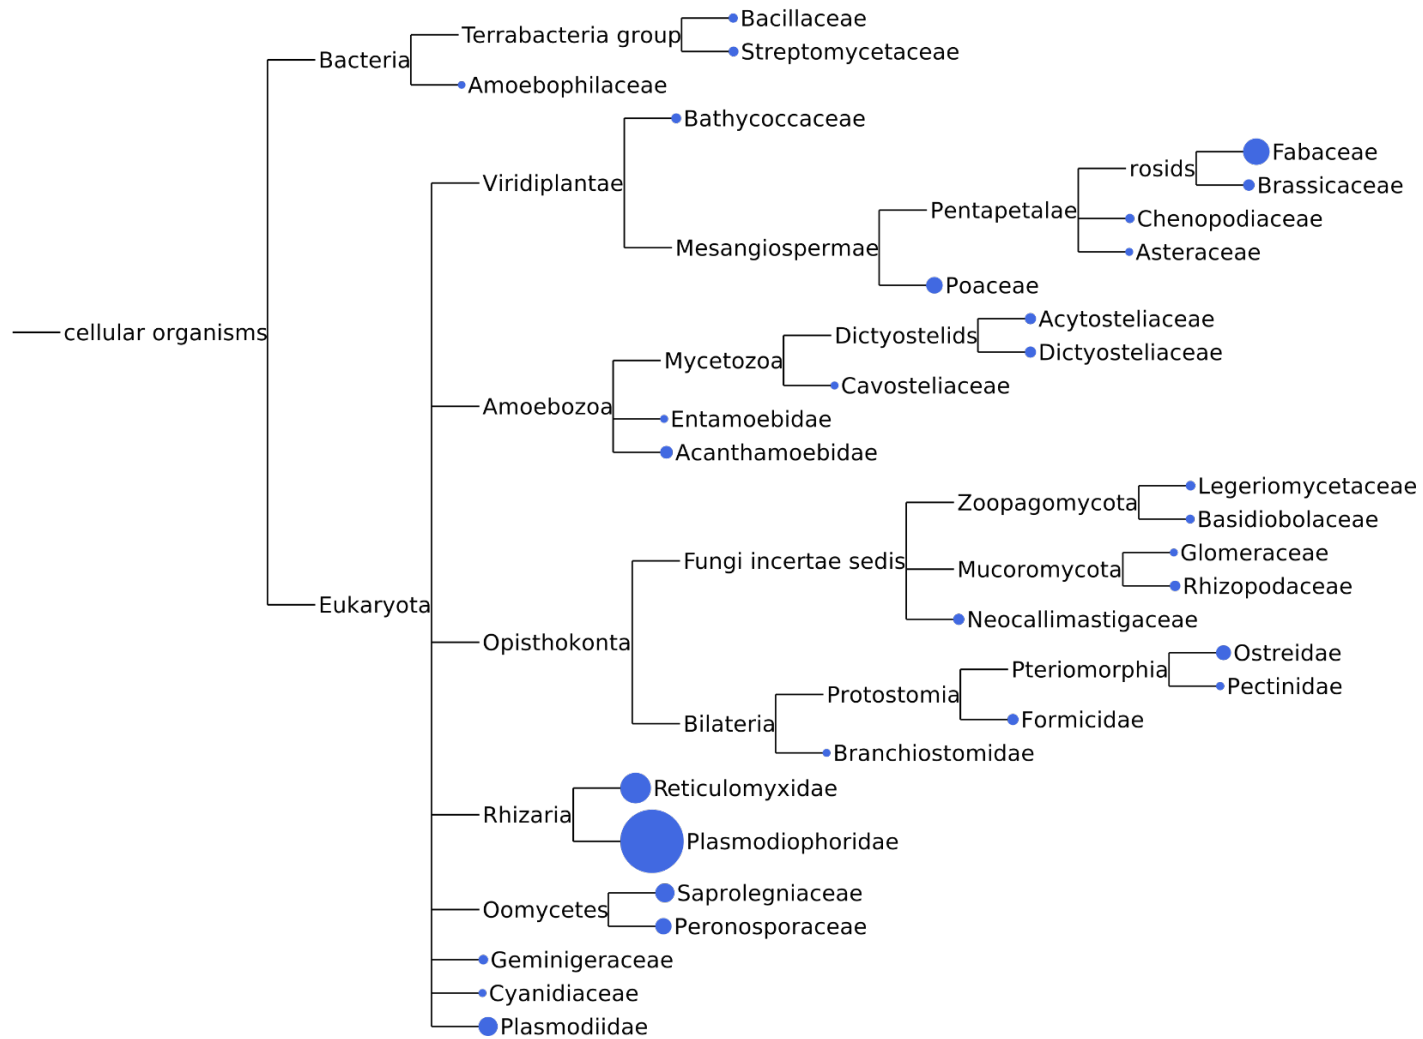 Bacillaceae
Terrabacteria group
Streptomycetaceae
Bacteria
Amoebophilaceae
Bathycoccaceae
Fabaceae
rosids
Viridiplantae
Brassicaceae
Pentapetalae
Chenopodiaceae
Mesangiospermae
Asteraceae
Poaceae
Acytosteliaceae
cellular organisms
Dictyostelids
Dictyosteliaceae
Mycetozoa
Cavosteliaceae
Amoebozoa
Entamoebidae
Acanthamoebidae
Legeriomycetaceae
Zoopagomycota
Basidiobolaceae
Glomeraceae
Fungi incertae sedis
Mucoromycota
Rhizopodaceae
Eukaryota
Neocallimastigaceae
Opisthokonta
Ostreidae
Pteriomorphia
Pectinidae
Protostomia
Formicidae
Bilateria
Branchiostomidae
Reticulomyxidae
Rhizaria
Plasmodiophoridae
Saprolegniaceae
Oomycetes
Peronosporaceae
Geminigeraceae
Cyanidiaceae
Plasmodiidae